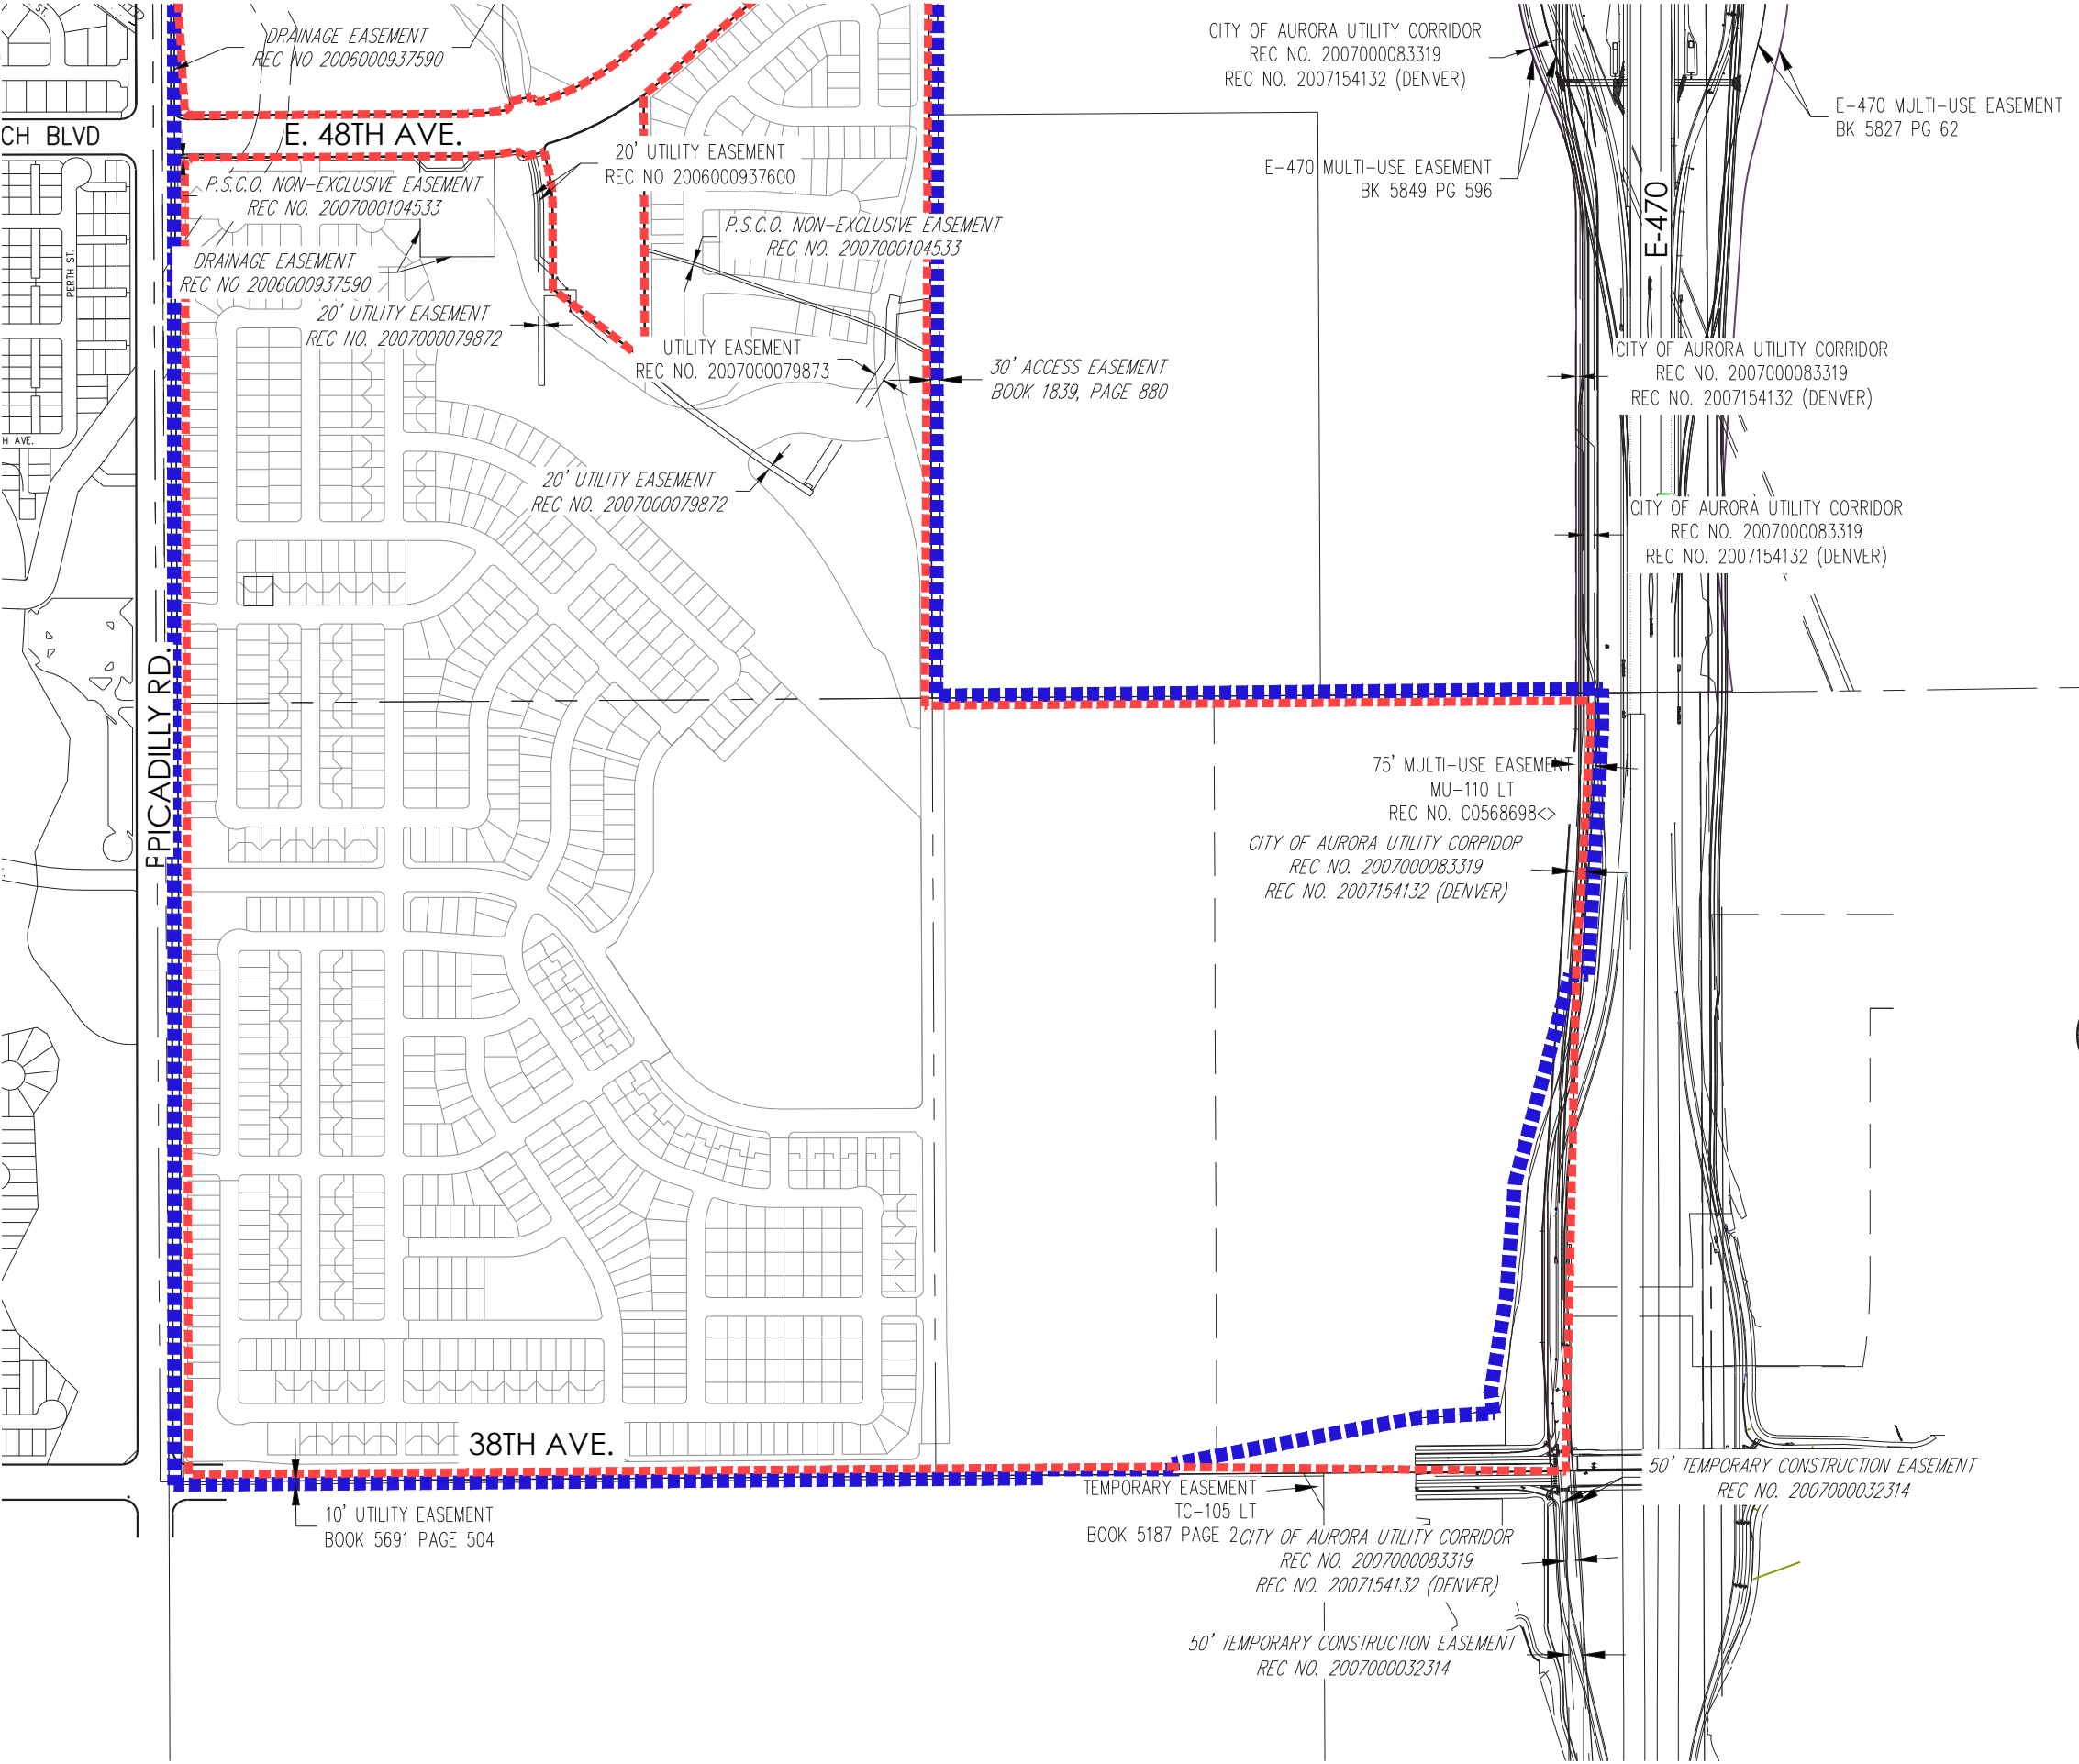 ST.
DRAINAGE EASEMENT
REC NO 2006000937590
CITY OF AURORA UTILITY CORRIDOR
REC NO. 2007000083319
REC NO. 2007154132 (DENVER)
E-470 MULTI-USE EASEMENT
BK 5827 PG 62
CH BLVD
E. 48TH AVE.
20' UTILITY EASEMENT
REC NO 2006000937600
E-470 MULTI-USE EASEMENT
BK 5849 PG 596
P.S.C.O. NON-EXCLUSIVE EASEMENT
REC NO. 2007000104533
E-470
P.S.C.O. NON-EXCLUSIVE EASEMENT
REC NO. 2007000104533
PERTH ST.
DRAINAGE EASEMENT
REC NO 2006000937590
20' UTILITY EASEMENT
REC NO. 2007000079872
UTILITY EASEMENT
REC NO. 2007000079873
30' ACCESS EASEMENT
BOOK 1839, PAGE 880
CITY OF AURORA UTILITY CORRIDOR
REC NO. 2007000083319
REC NO. 2007154132 (DENVER)
H AVE.
20' UTILITY EASEMENT
REC NO. 2007000079872
CITY OF AURORA UTILITY CORRIDOR
REC NO. 2007000083319
REC NO. 2007154132 (DENVER)
PICADILLY RD.
75' MULTI-USE EASEMENT
MU-110 LT
REC NO. C0568698<>
CITY OF AURORA UTILITY CORRIDOR
REC NO. 2007000083319
REC NO. 2007154132 (DENVER)
38TH AVE.
50' TEMPORARY CONSTRUCTION EASEMENT
REC NO. 2007000032314
TEMPORARY EASEMENT
TC-105 LT
BOOK 5187 PAGE 2
10' UTILITY EASEMENT
BOOK 5691 PAGE 504
CITY OF AURORA UTILITY CORRIDOR
REC NO. 2007000083319
REC NO. 2007154132 (DENVER)
50' TEMPORARY CONSTRUCTION EASEMENT
REC NO. 2007000032314